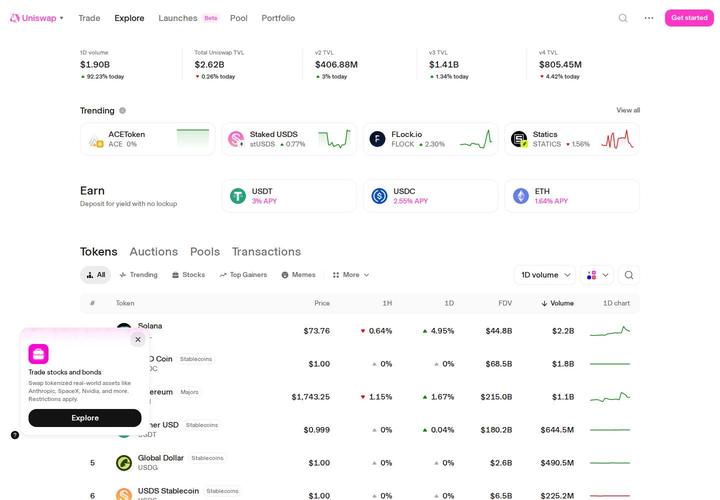 Uniswap
Trade
Explore
Launches Beta
Pool
Portfolio
Get started
1D volume
$1.90B
92.23% today
Total Uniswap TVL
$2.62B
0.26% today
v2 TVL
$406.88M
3% today
v3 TVL
$1.41B
1.34% today
v4 TVL
$805.45M
4.42% today
Trending
View all
ACEToken
ACE 0%
Staked USDS
stUSDS 0.77%
FLock.io
FLOCK 2.30%
Statics
STATICS 1.56%
Earn
Deposit for yield with no lockup
USDT
3% APY
USDC
2.55% APY
ETH
1.64% APY
Tokens Auctions Pools Transactions
All Trending Stocks Top Gainers Memes More
1D volume
# Token Price 1H 1D FDV Volume 1D chart
Solana
$73.76 0.64% 4.95% $44.8B $2.2B
D Coin Stablecoins
DC
$1.00 0% 0% $68.5B $1.8B
ereum Majors
$1,743.25 1.15% 1.67% $215.0B $1.1B
her USD Stablecoins
USDT
$0.999 0% 0.04% $180.2B $644.5M
5 Global Dollar Stablecoins
USDG
$1.00 0% 0% $2.6B $490.5M
6 USDS Stablecoin Stablecoins
$1.00 0% 0% $6.5B $225.2M
Trade stocks and bonds
Swap tokenized real-world assets like
Anthropic, SpaceX, Nvidia, and more.
Restrictions apply.
Explore
?